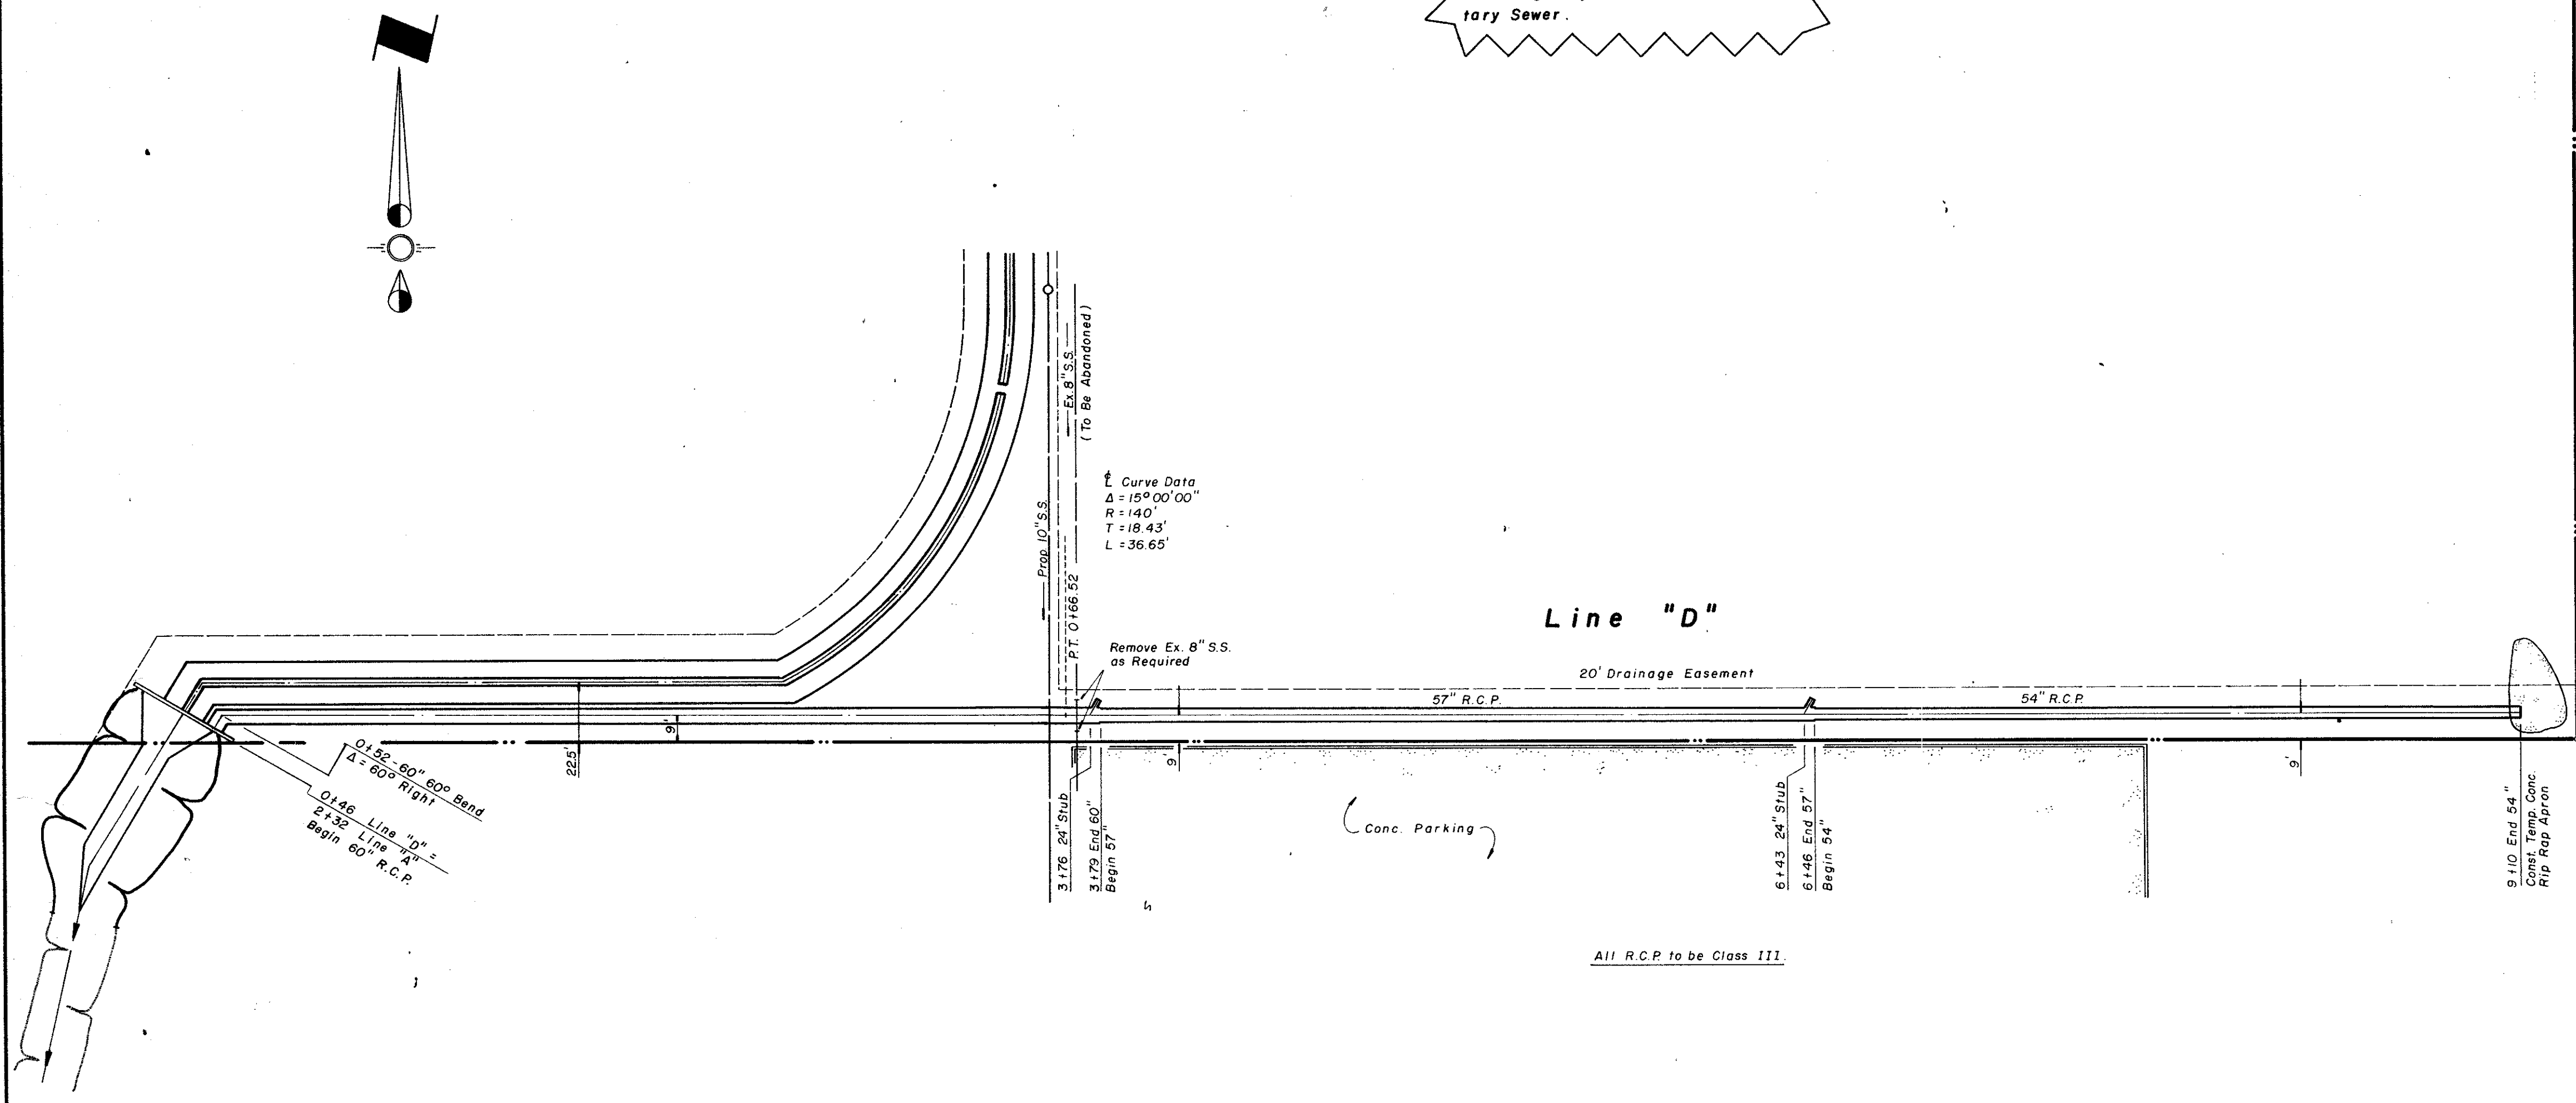 tary Sewer.
Ex. 8" S.S.
(To Be Abandoned)
℄ Curve Data
Δ = 15° 00' 00"
R = 140'
T = 18.43'
L = 36.65'
Prop. 10" S.S.
P.T. 0+66.52
Line "D"
Remove Ex. 8" S.S.
as Required
20' Drainage Easement
57" R.C.P.
54" R.C.P.
9'
22.5'
9'
9'
0+52-60" 60° Bend
Δ = 60° Right
0+46 Line "D" =
2+32 Line "A"
Begin 60" R.C.P.
3+76 24" Stub
3+79 End 60"
Begin 57"
Conc. Parking
6+43 24" Stub
6+46 End 57"
Begin 54"
9+10 End 54"
Const. Temp. Conc.
Rip Rap Apron
All R.C.P. to be Class III.